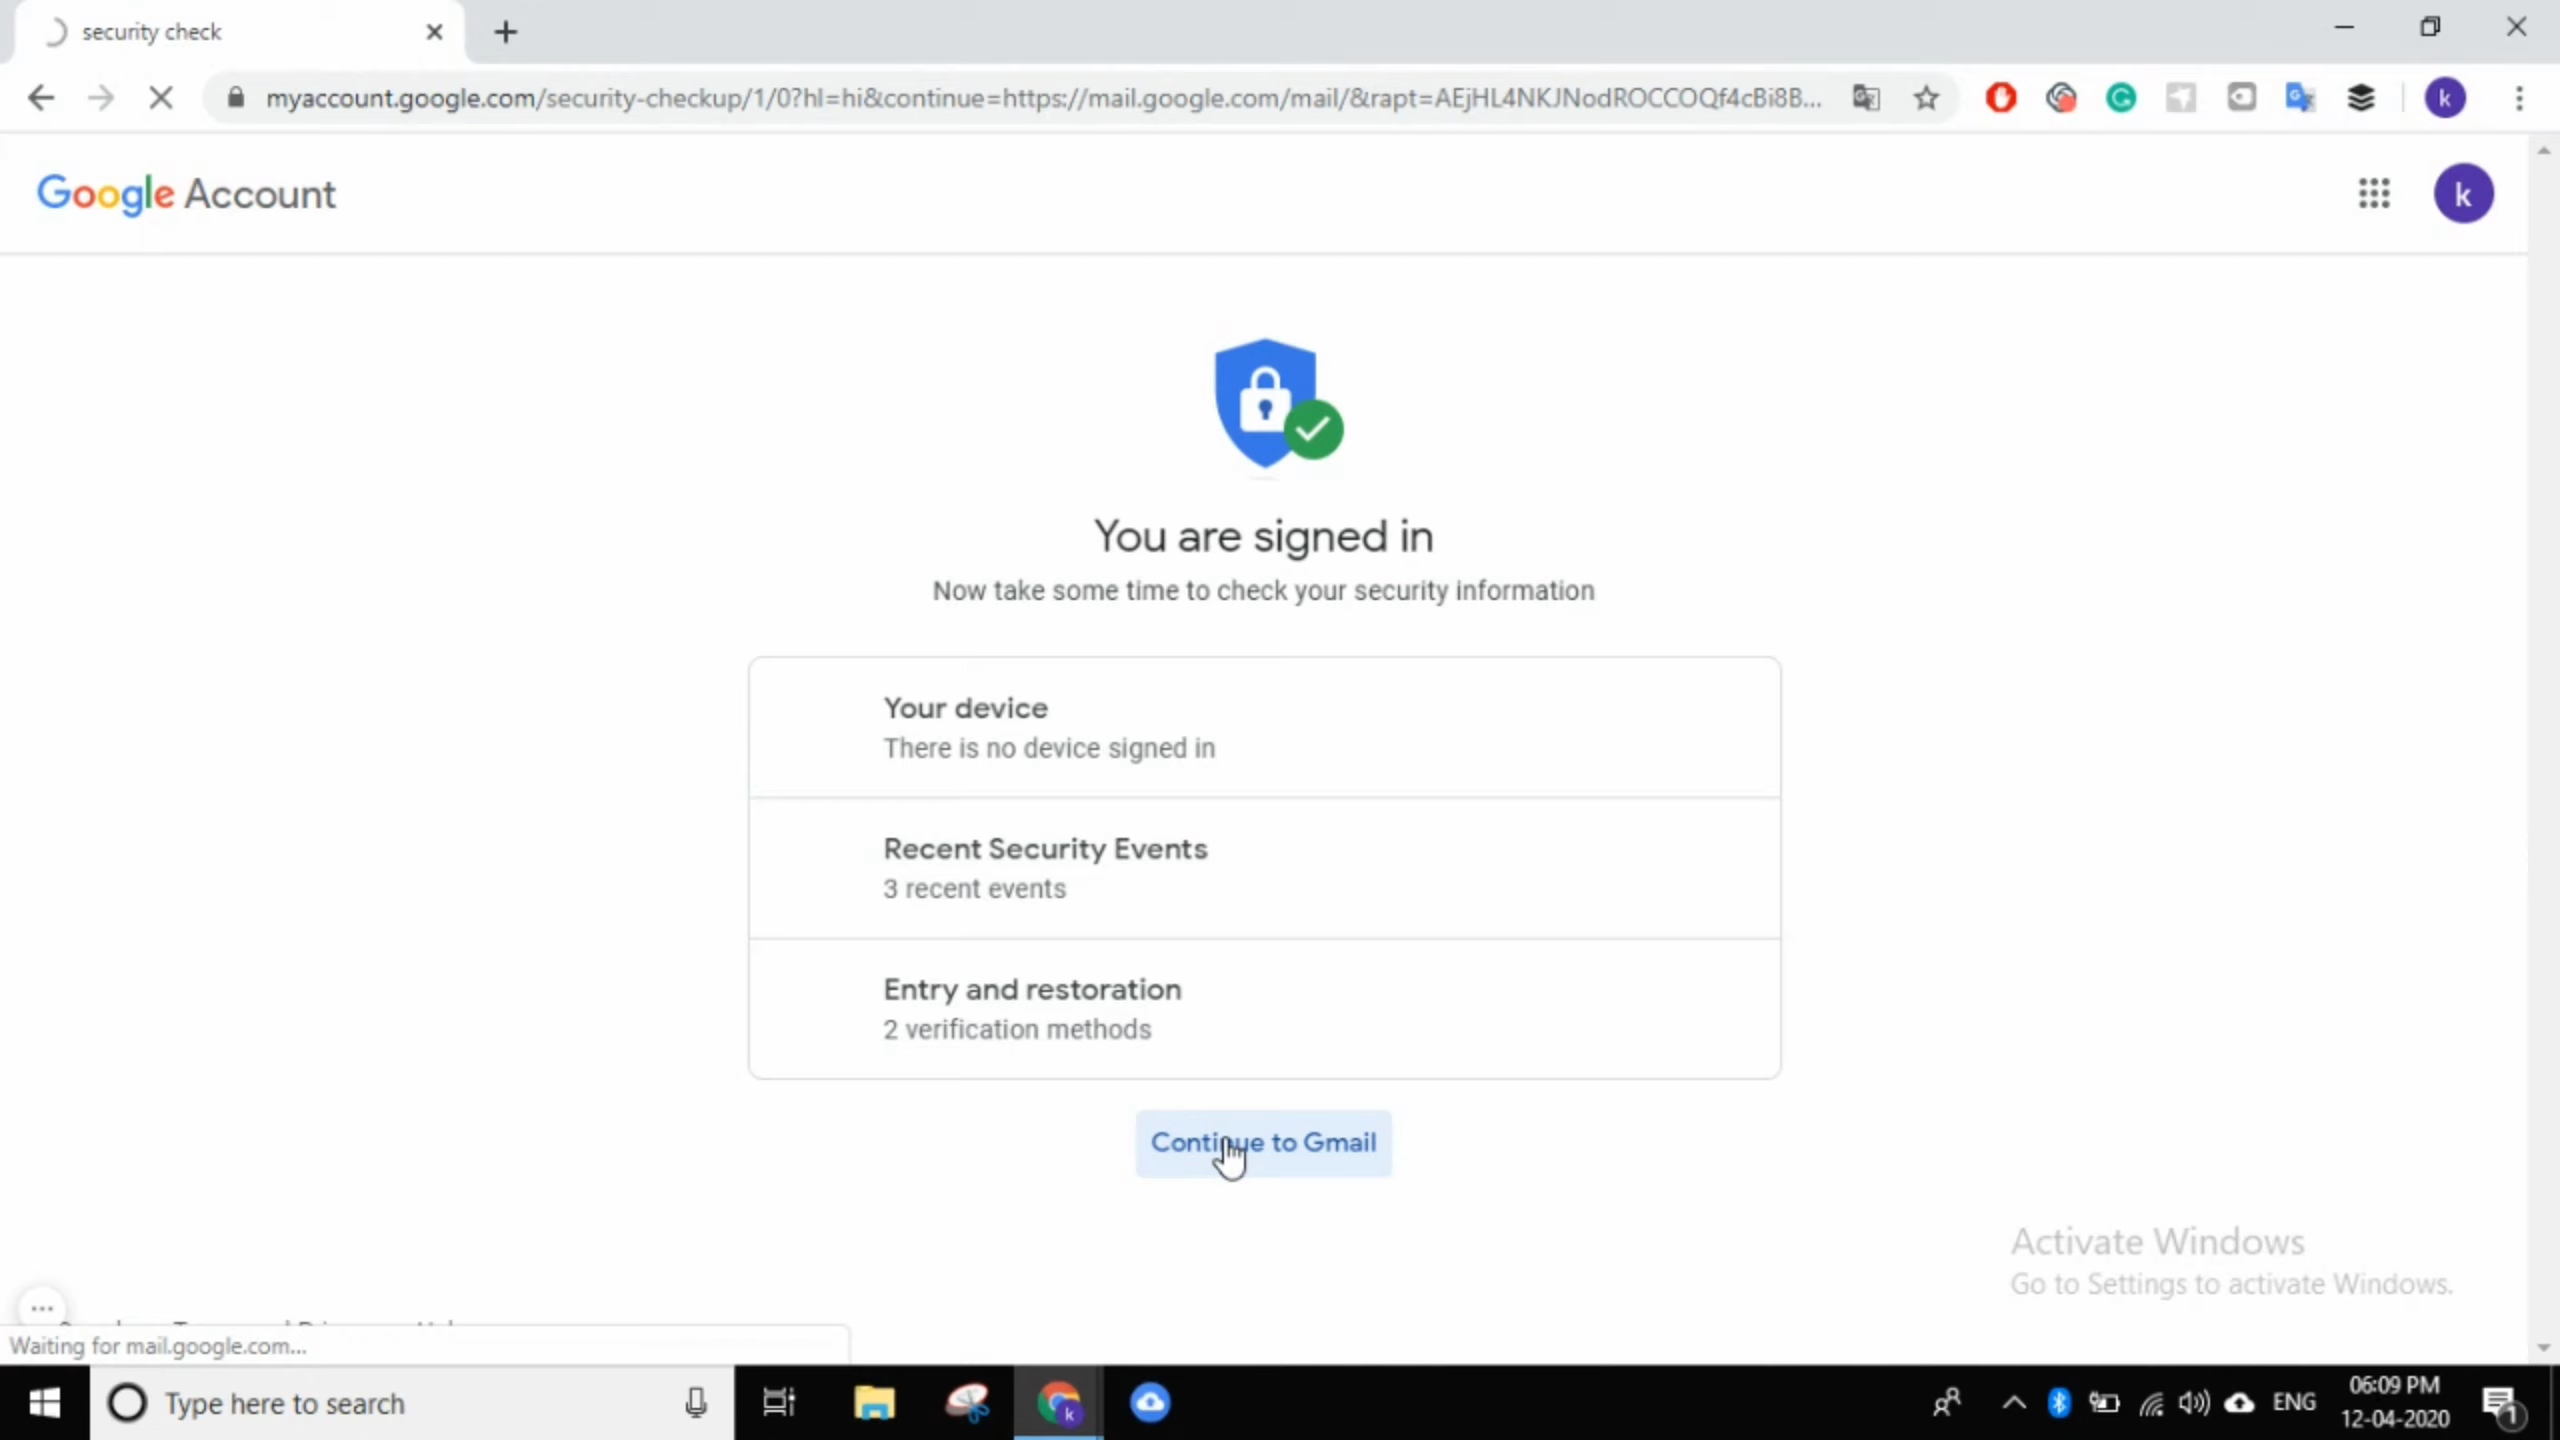 security check
myaccount.google.com/security-checkup/1/0?hl=hi&continue=https://mail.google.com/mail/&rapt=AEjHL4NKJNodROCCOQf4cBi8B...
k
Google Account
k
You are signed in
Now take some time to check your security information
Your device
There is no device signed in
Recent Security Events
3 recent events
Entry and restoration
2 verification methods
Continue to Gmail
Activate Windows
Go to Settings to activate Windows.
Waiting for mail.google.com...
Type here to search
k
ENG
06:09 PM
12-04-2020
1